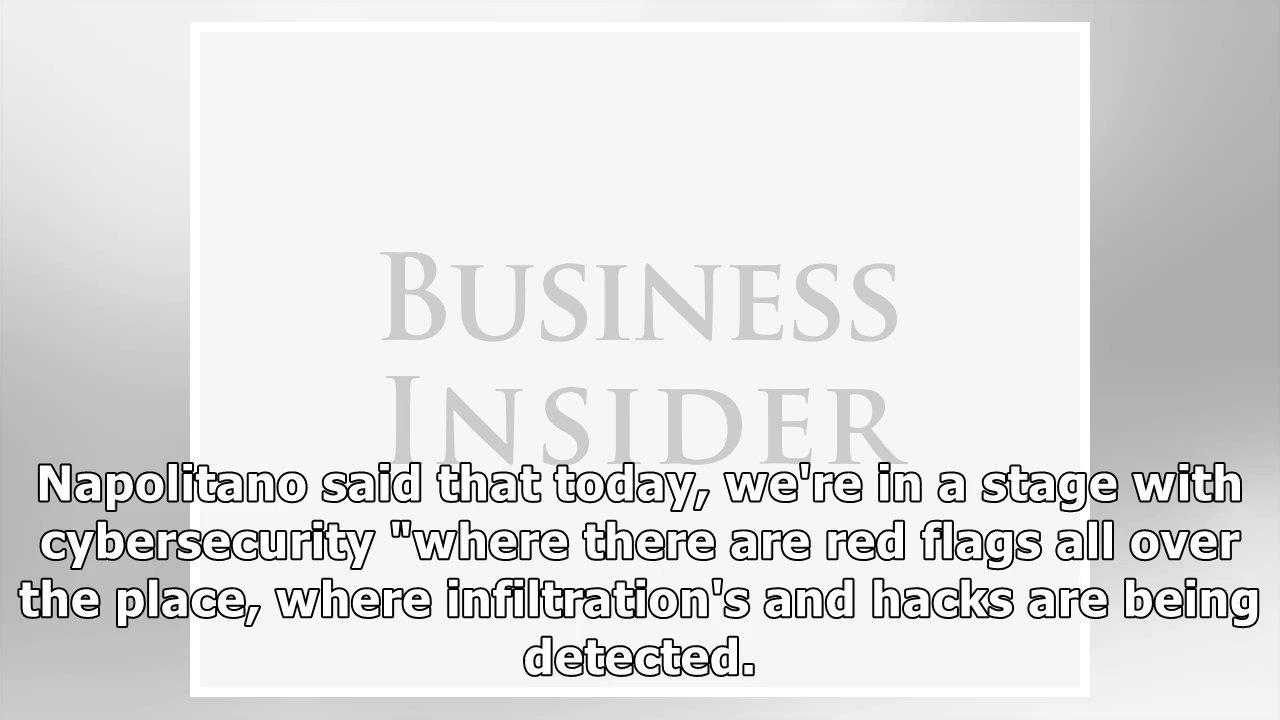 BUSINESS
INSIDER
Napolitano said that today, we're in a stage with
cybersecurity "where there are red flags all over
the place, where infiltration's and hacks are being
detected.